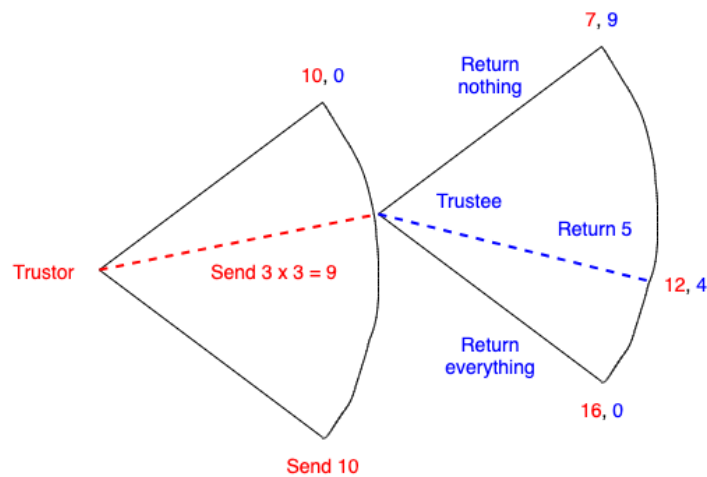 7, 9
Return
nothing
10, 0
Trustee
Return 5
Trustor
Send 3 x 3 = 9
12, 4
Return
everything
16, 0
Send 10